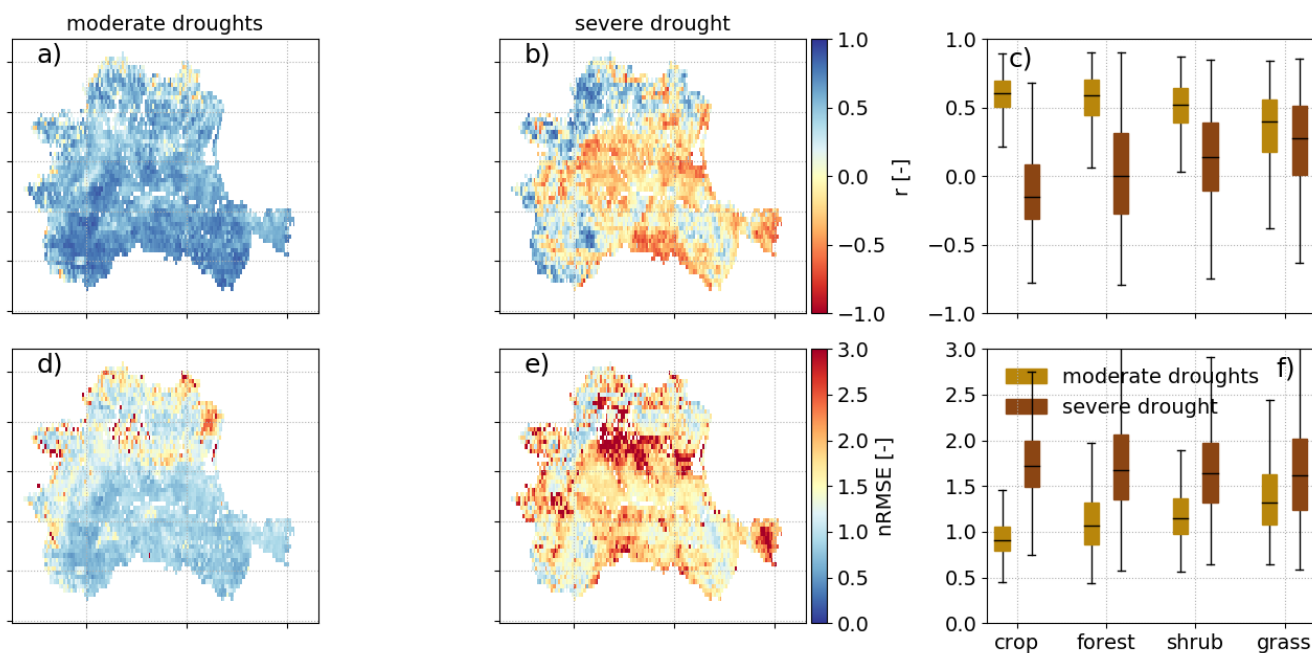 moderate droughts
severe drought
a)
b)
c)
1.0
0.5
0.0
−0.5
−1.0
r [-]
1.0
0.5
0.0
−0.5
−1.0
d)
e)
f)
3.0
2.5
2.0
1.5
1.0
0.5
0.0
nRMSE [-]
3.0
2.5
2.0
1.5
1.0
0.5
0.0
moderate droughts
severe drought
crop forest shrub grass